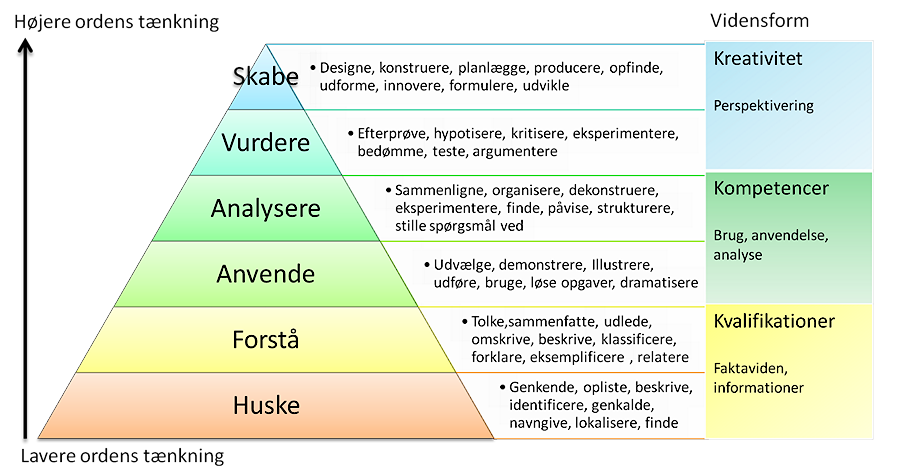 Højere ordens tænkning
Vidensform
Skabe
• Designe, konstruere, planlægge, producere, opfinde,
udforme, innovere, formulere, udvikle
Kreativitet
Perspektivering
Vurdere
• Efterprøve, hypotisere, kritisere, eksperimentere,
bedømme, teste, argumentere
Analysere
• Sammenligne, organisere, dekonstruere,
eksperimentere, finde, påvise, strukturere,
stille spørgsmål ved
Kompetencer
Brug, anvendelse,
analyse
Anvende
• Udvælge, demonstrere, Illustrere,
udføre, bruge, løse opgaver, dramatisere
Forstå
• Tolke,sammenfatte, udlede,
omskrive, beskrive, klassificere,
forklare, eksemplificere , relatere
Kvalifikationer
Faktaviden,
informationer
Huske
• Genkende, opliste, beskrive,
identificere, genkalde,
navngive, lokalisere, finde
Lavere ordens tænkning